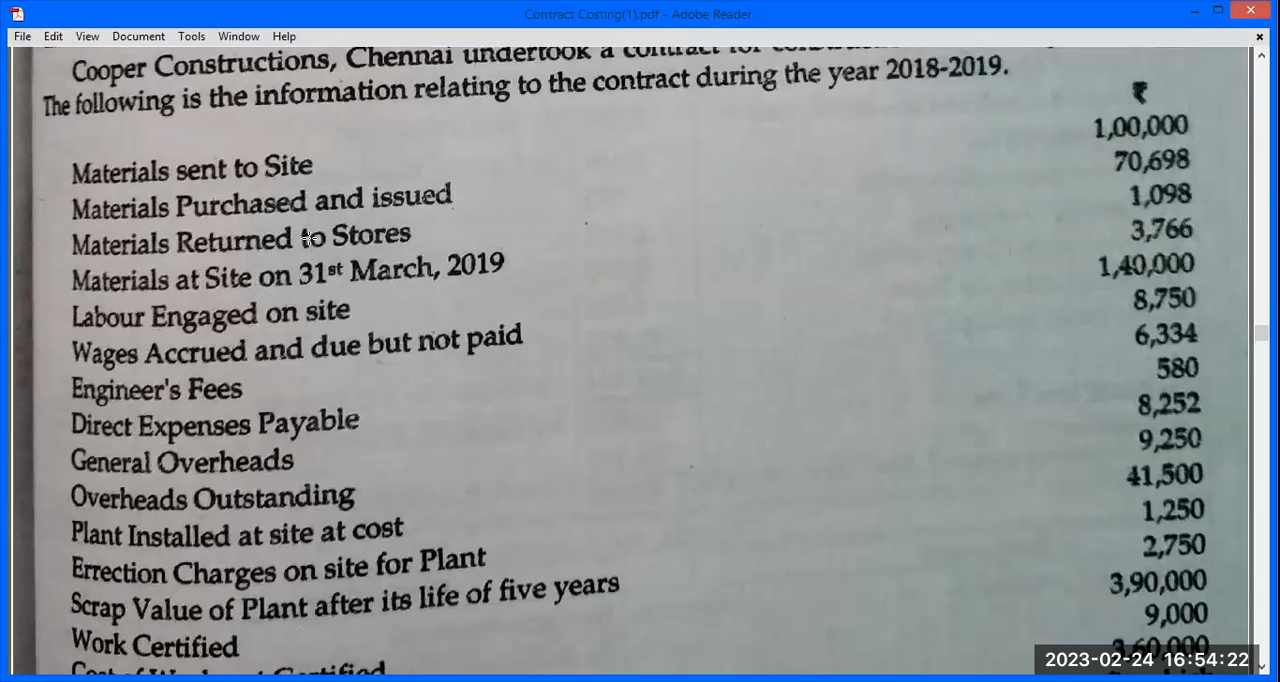 Contract Costing(1).pdf - Adobe Reader
File Edit View Document Tools Window Help
Cooper Constructions, Chennai undertook a contract for
The following is the information relating to the contract during the year 2018-2019.
₹
Materials sent to Site 1,00,000
Materials Purchased and issued 70,698
Materials Returned to Stores 1,098
Materials at Site on 31st March, 2019 3,766
Labour Engaged on site 1,40,000
Wages Accrued and due but not paid 8,750
Engineer's Fees 6,334
Direct Expenses Payable 580
General Overheads 8,252
Overheads Outstanding 9,250
Plant Installed at site at cost 41,500
Errection Charges on site for Plant 1,250
Scrap Value of Plant after its life of five years 2,750
Work Certified 3,90,000
9,000
3,60,000
2023-02-24 16:54:22